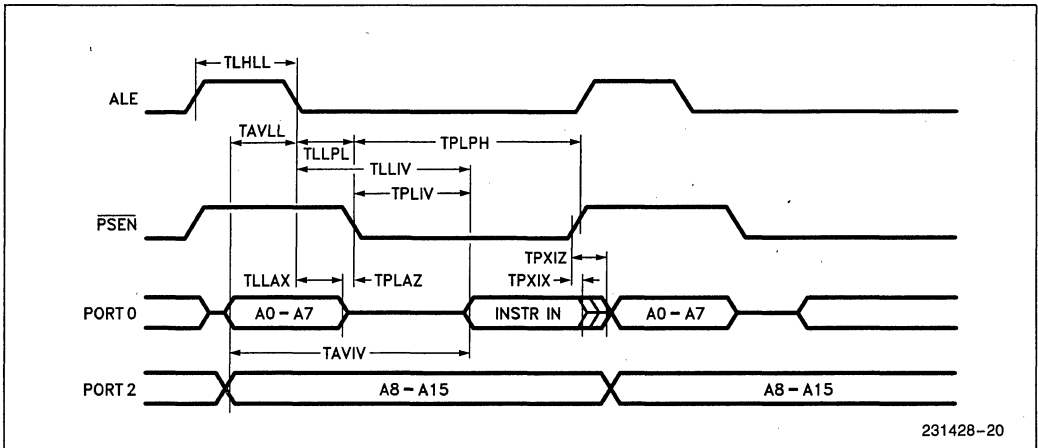 TLHLL
ALE
TAVLL
TLLPL
TPLPH
TLLIV
TPLIV
PSEN
TPXIZ
TLLAX
TPLAZ
TPXIX
PORT 0
A0-A7
INSTR IN
A0-A7
TAVIV
PORT 2
A8-A15
A8-A15
231428-20